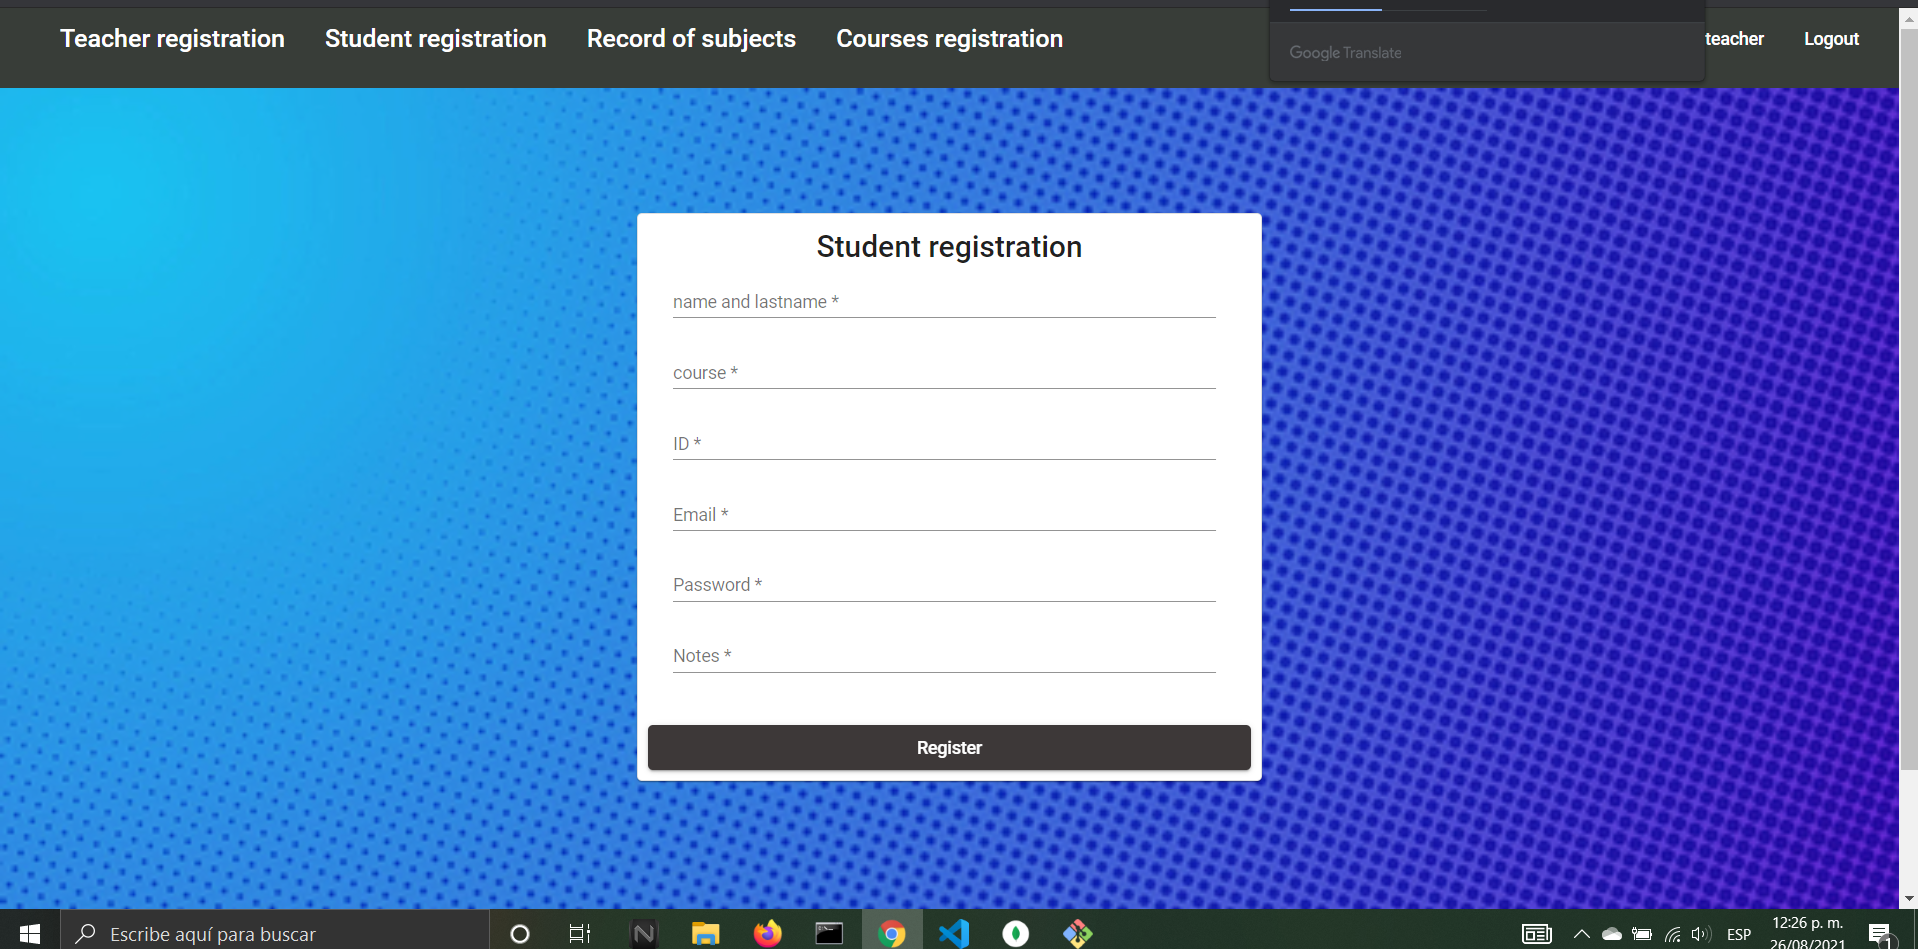 Teacher registration Student registration Record of subjects Courses registration teacher Logout
Google Translate
Student registration
name and lastname *
course *
ID *
Email *
Password *
Notes *
Register
Escribe aquí para buscar
ESP
12:26 p. m.
26/08/2021
1